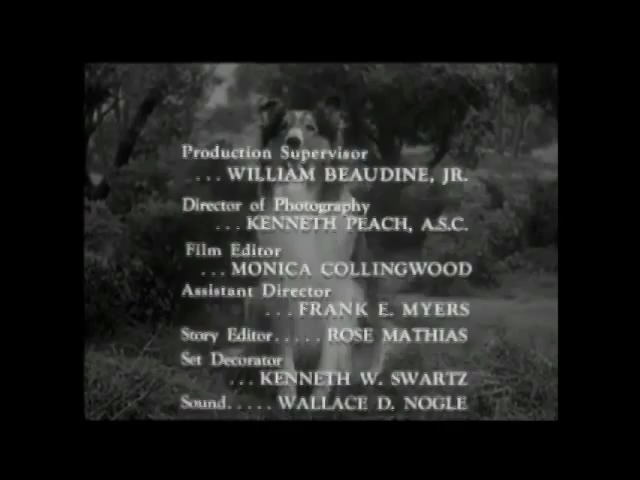 Production Supervisor
... WILLIAM BEAUDINE, JR.
Director of Photography
... KENNETH PEACH, A.S.C.
Film Editor
... MONICA COLLINGWOOD
Assistant Director
... FRANK E. MYERS
Story Editor..... ROSE MATHIAS
Set Decorator
... KENNETH W. SWARTZ
Sound..... WALLACE D. NOGLE